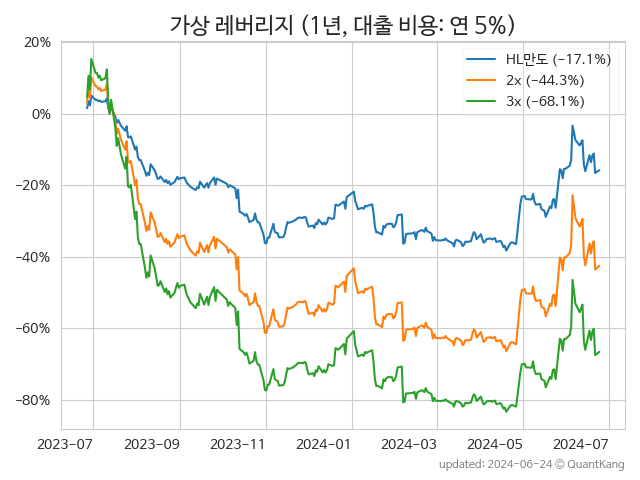 가상 레버리지 (1년, 대출 비용: 연 5%)
20%
0%
−20%
−40%
−60%
−80%
HL만도 (−17.1%)
2x (−44.3%)
3x (−68.1%)
2023-07 2023-09 2023-11 2024-01 2024-03 2024-05 2024-07
updated: 2024-06-24 © QuantKang